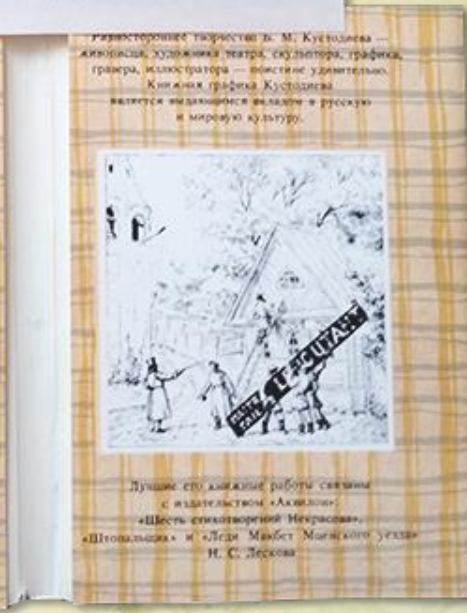 Разностороннее творчество Б. М. Кустодиева —
живописца, художника театра, скульптора, графика,
гравера, иллюстратора — поистине удивительно.
Книжная графика Кустодиева
является выдающимся вкладом в русскую
и мировую культуру.
Лучшие его книжные работы связаны
с издательством «Аквилон»:
«Шесть стихотворений Некрасова»,
«Штопальщик» и «Леди Макбет Мценского уезда»
Н. С. Лескова